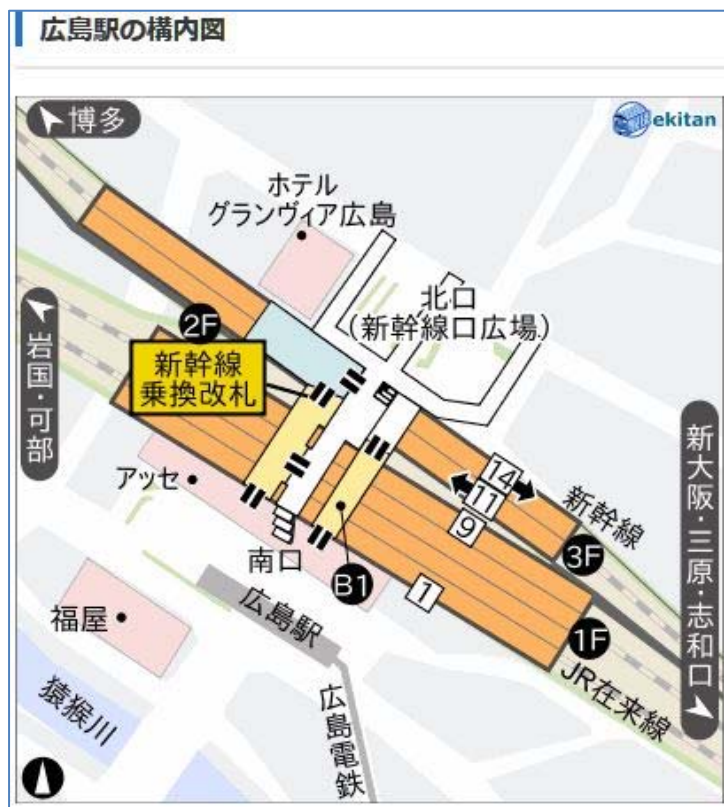 広島駅の構内図
博多
ekitan
ホテル
グランヴィア広島
北口
(新幹線口広場)
2F
新幹線
乗換改札
岩国・可部
アッセ
14
11
9
新幹線
3F
新大阪・三原・志和口
南口
B1
1
1F
広島駅
福屋
JR在来線
猿猴川
広島電鉄